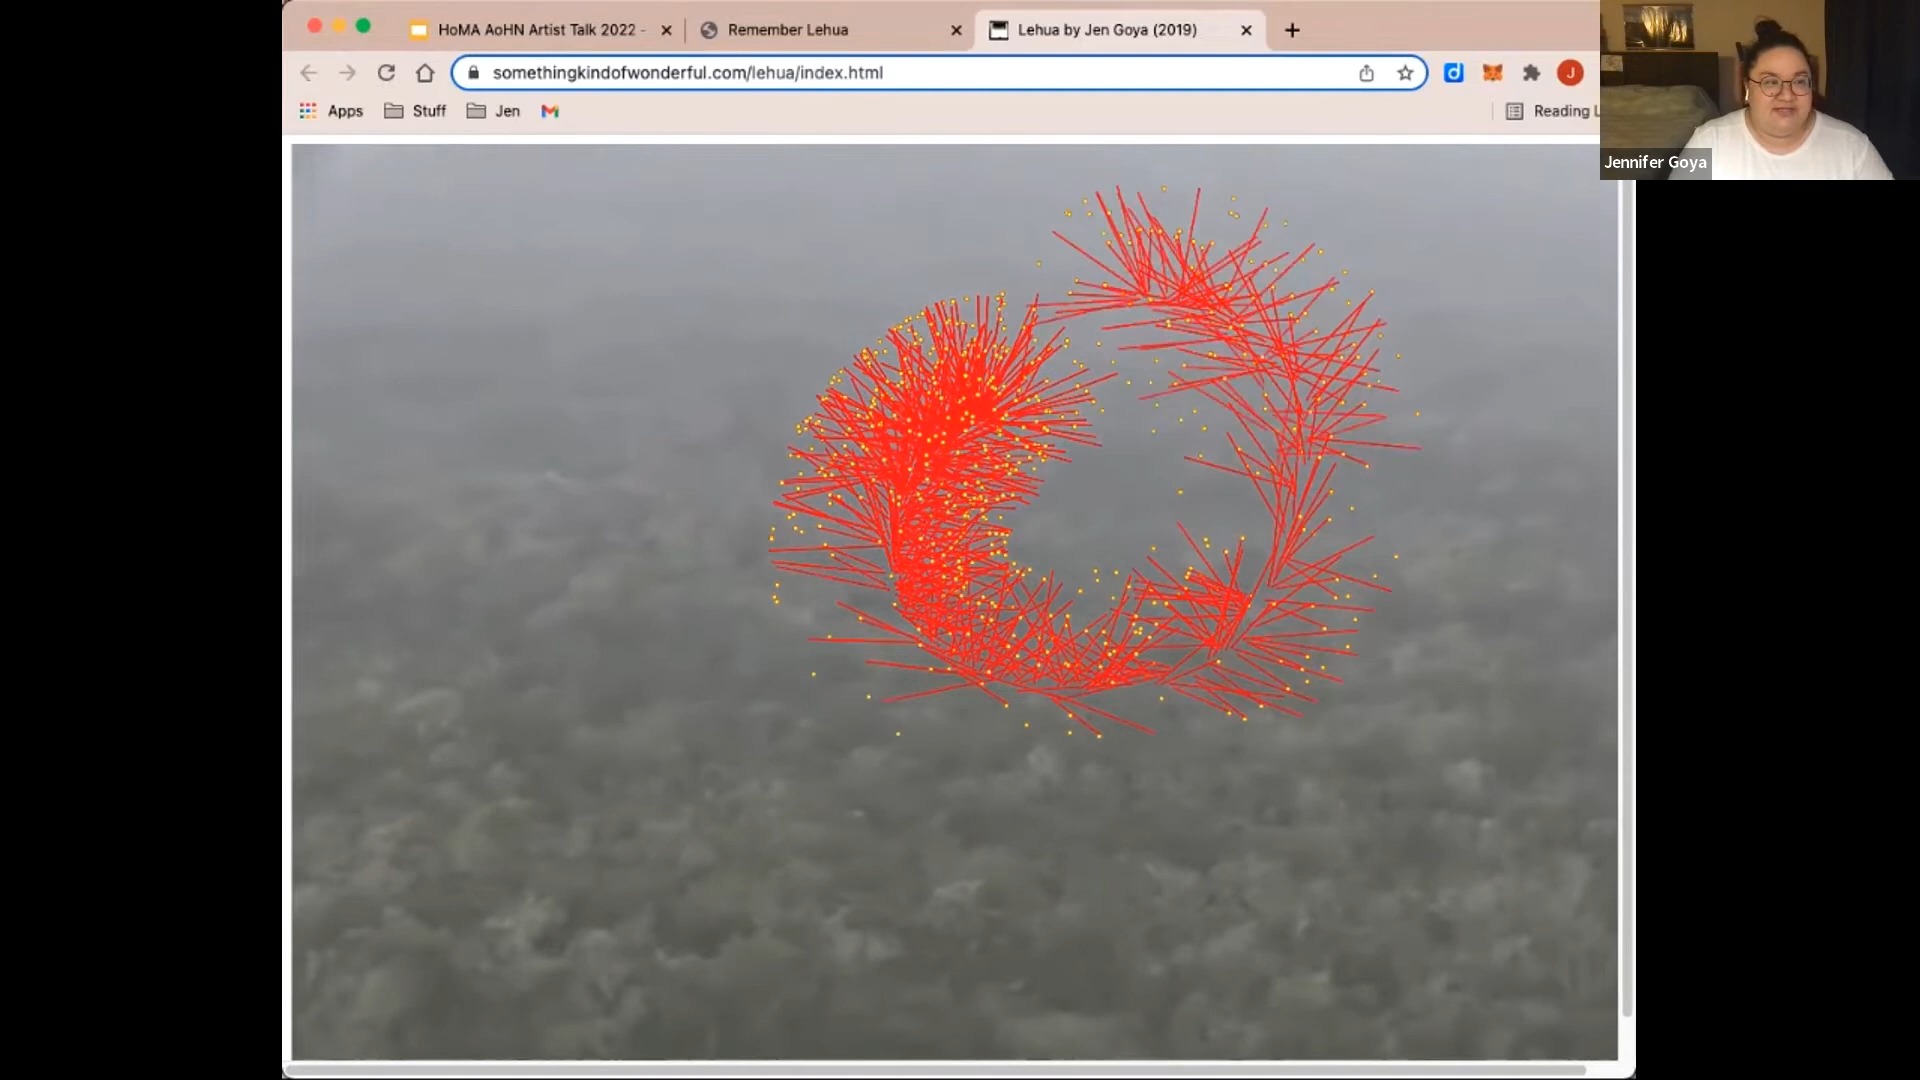 HoMA AoHN Artist Talk 2022 -
Remember Lehua
Lehua by Jen Goya (2019)
somethingkindofwonderful.com/lehua/index.html
J
Apps
Stuff
Jen
Reading L
Jennifer Goya